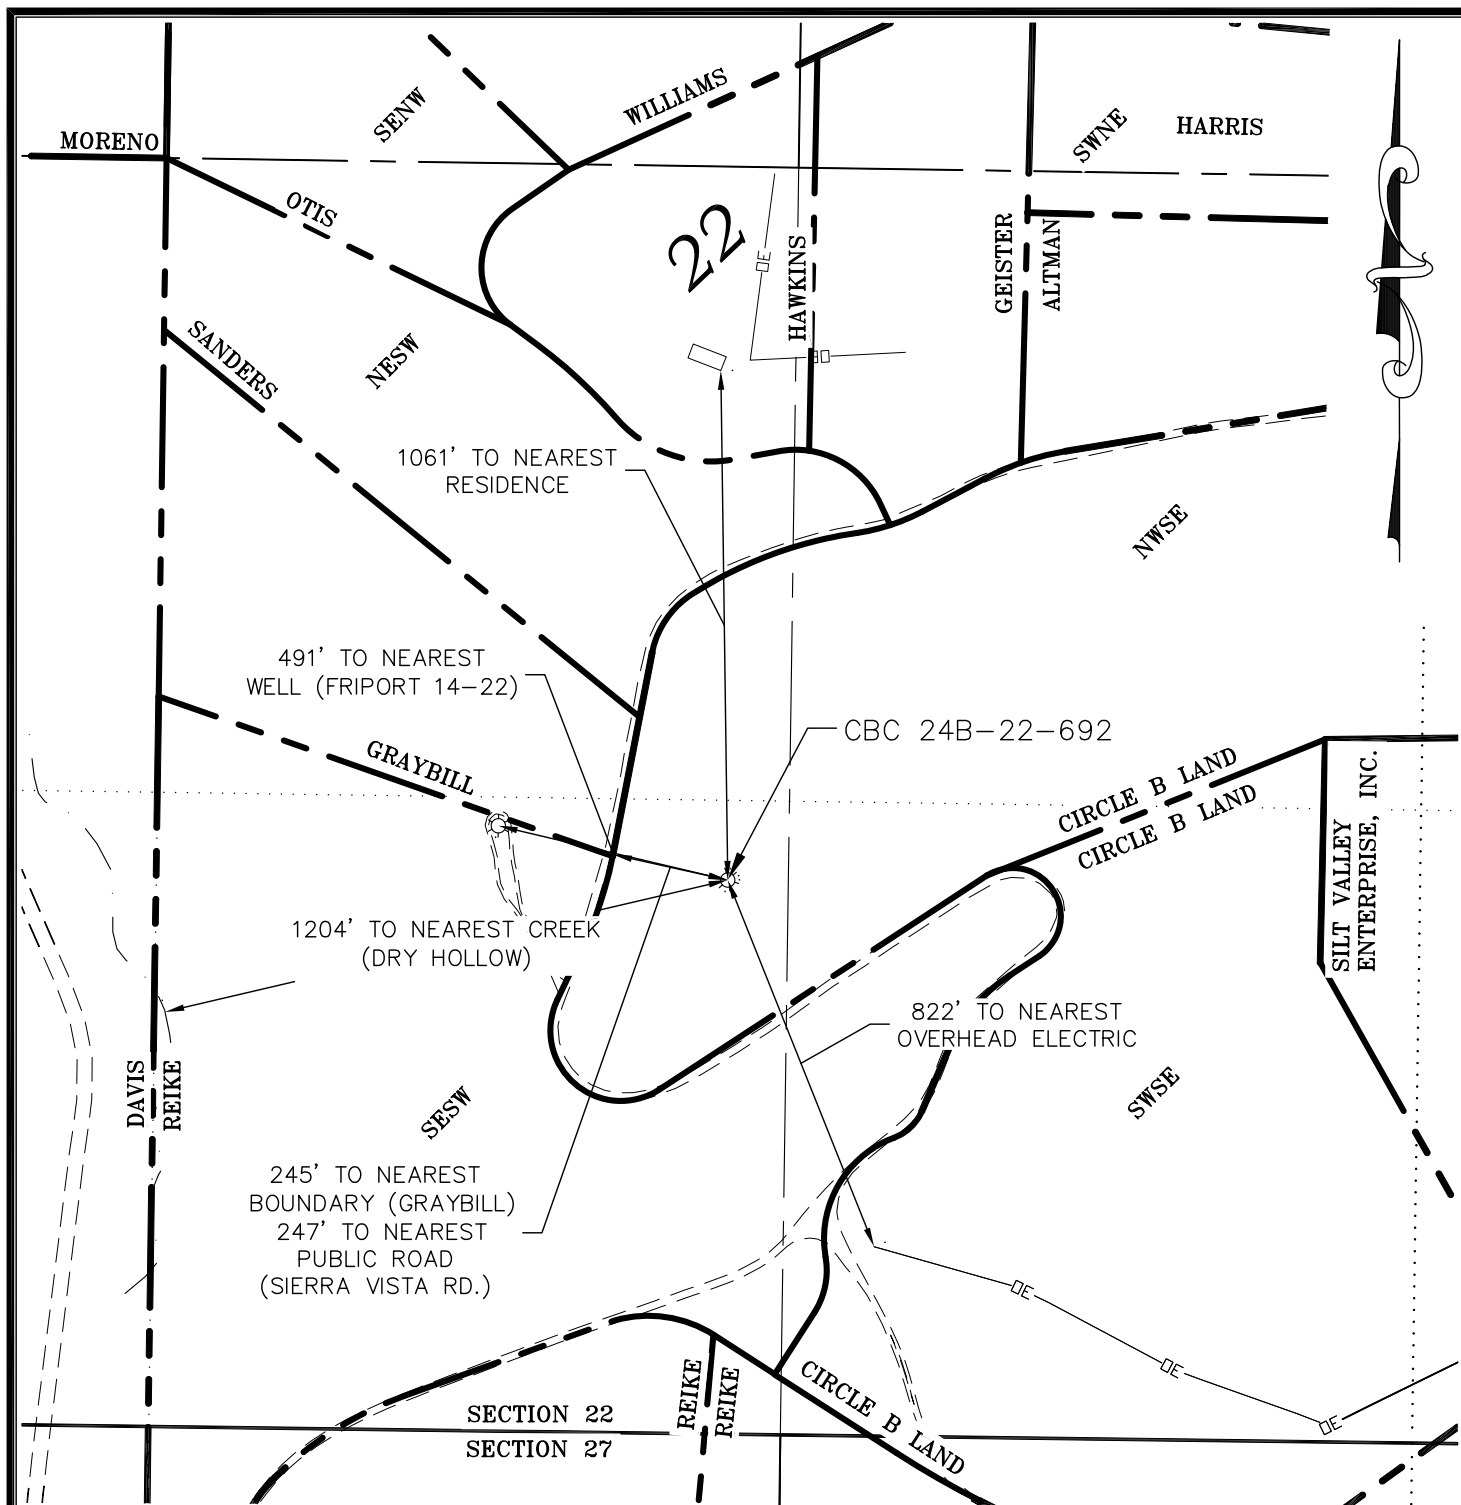 SENW
WILLIAMS
MORENO
SWNE
HARRIS
OTIS
22
HAWKINS
GEISTER
ALTMAN
SANDERS
NESW
1061' TO NEAREST
RESIDENCE
NWSE
491' TO NEAREST
WELL (FRIPORT 14-22)
GRAYBILL
CBC 24B-22-692
CIRCLE B LAND
CIRCLE B LAND
SILT VALLEY
ENTERPRISE, INC.
1204' TO NEAREST CREEK
(DRY HOLLOW)
822' TO NEAREST
OVERHEAD ELECTRIC
DAVIS
REIKE
SESW
SWSE
245' TO NEAREST
BOUNDARY (GRAYBILL)
247' TO NEAREST
PUBLIC ROAD
(SIERRA VISTA RD.)
REIKE
REIKE
CIRCLE B LAND
SECTION 22
SECTION 27